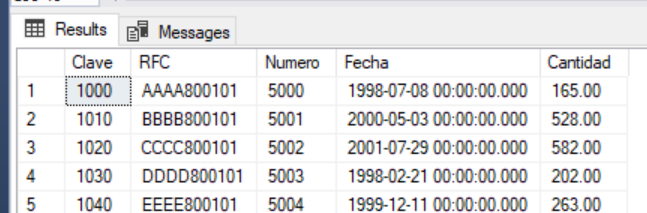 Results Messages
Clave RFC Numero Fecha Cantidad
1 1000 AAAA800101 5000 1998-07-08 00:00:00.000 165.00
2 1010 BBBB800101 5001 2000-05-03 00:00:00.000 528.00
3 1020 CCCC800101 5002 2001-07-29 00:00:00.000 582.00
4 1030 DDDD800101 5003 1998-02-21 00:00:00.000 202.00
5 1040 EEEE800101 5004 1999-12-11 00:00:00.000 263.00